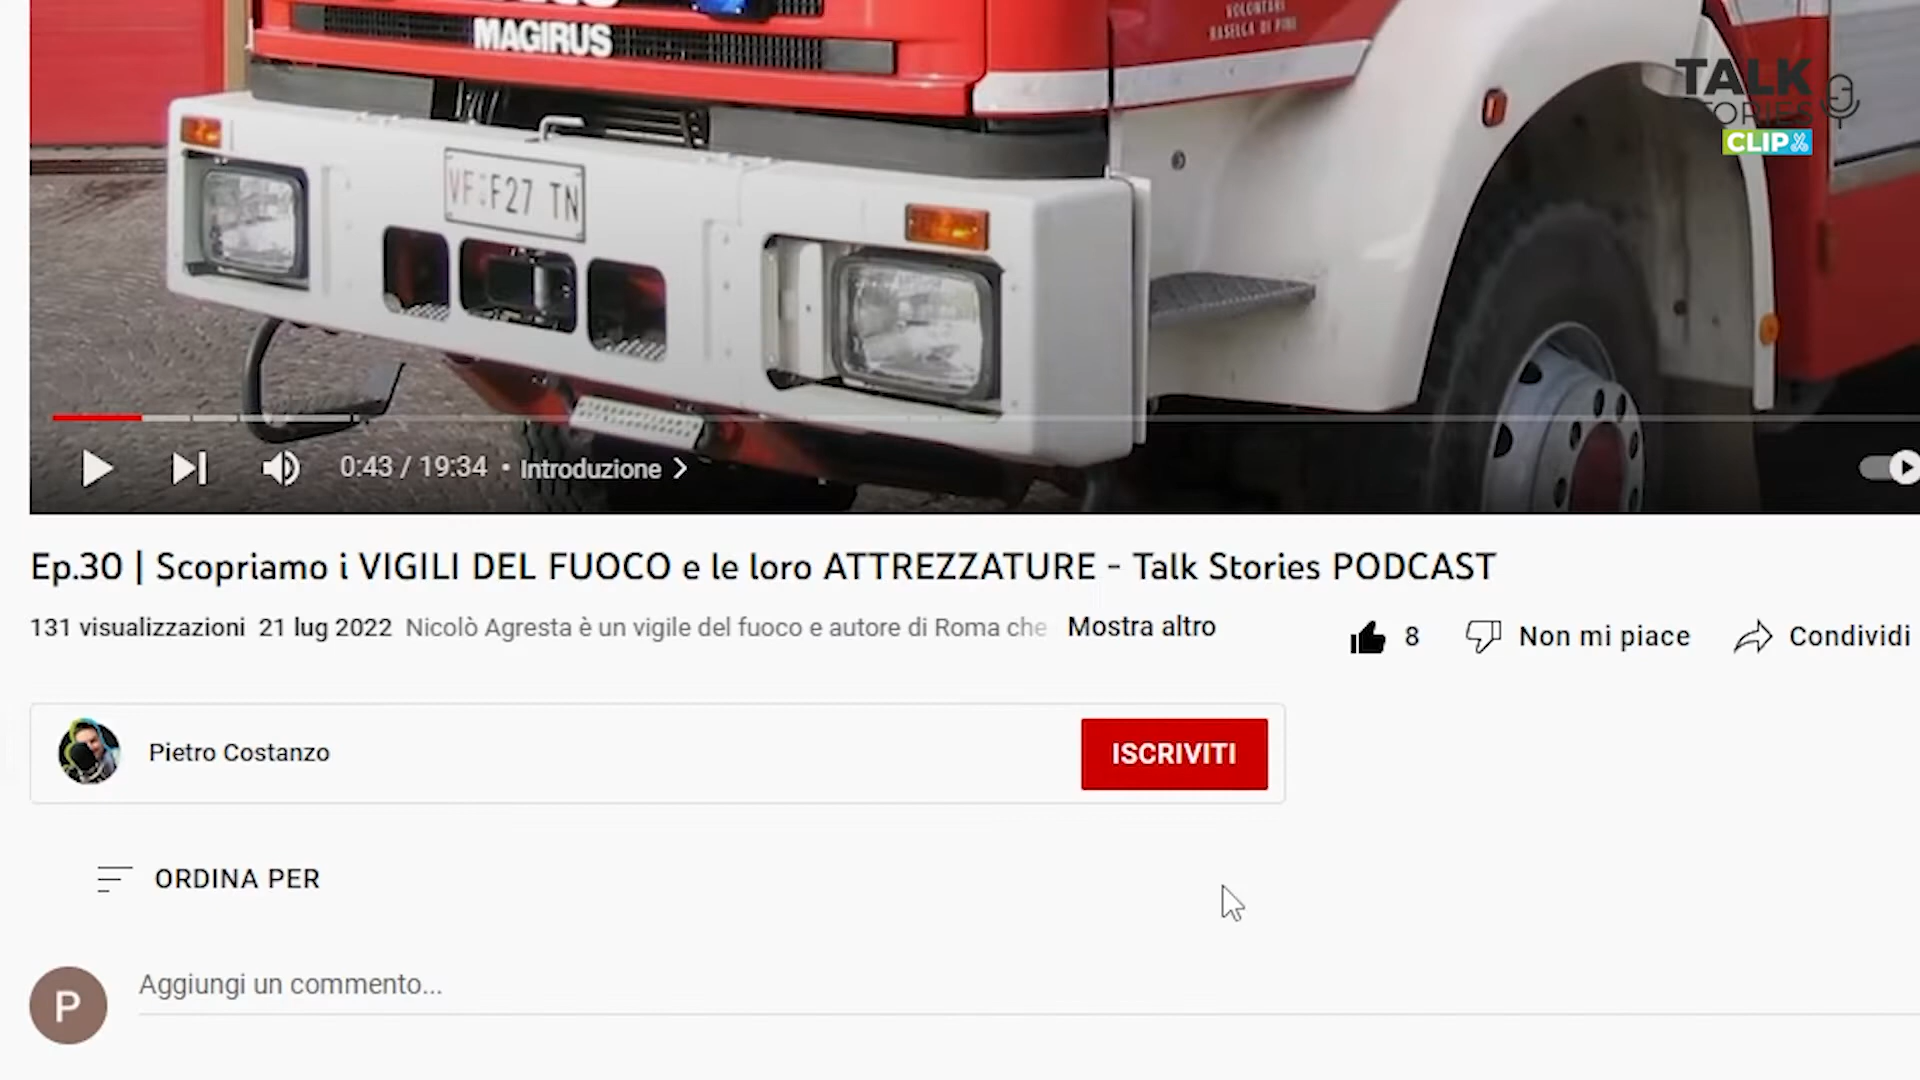 MAGIRUS
VOLONTARI
BASELGA DI PINÈ
TALK
STORIES
CLIP
VF F27 TN
0:43 / 19:34 • Introduzione
Ep.30 | Scopriamo i VIGILI DEL FUOCO e le loro ATTREZZATURE - Talk Stories PODCAST
131 visualizzazioni 21 lug 2022 Nicolò Agresta è un vigile del fuoco e autore di Roma che Mostra altro
8 Non mi piace Condividi
Pietro Costanzo
ISCRIVITI
ORDINA PER
P
Aggiungi un commento...